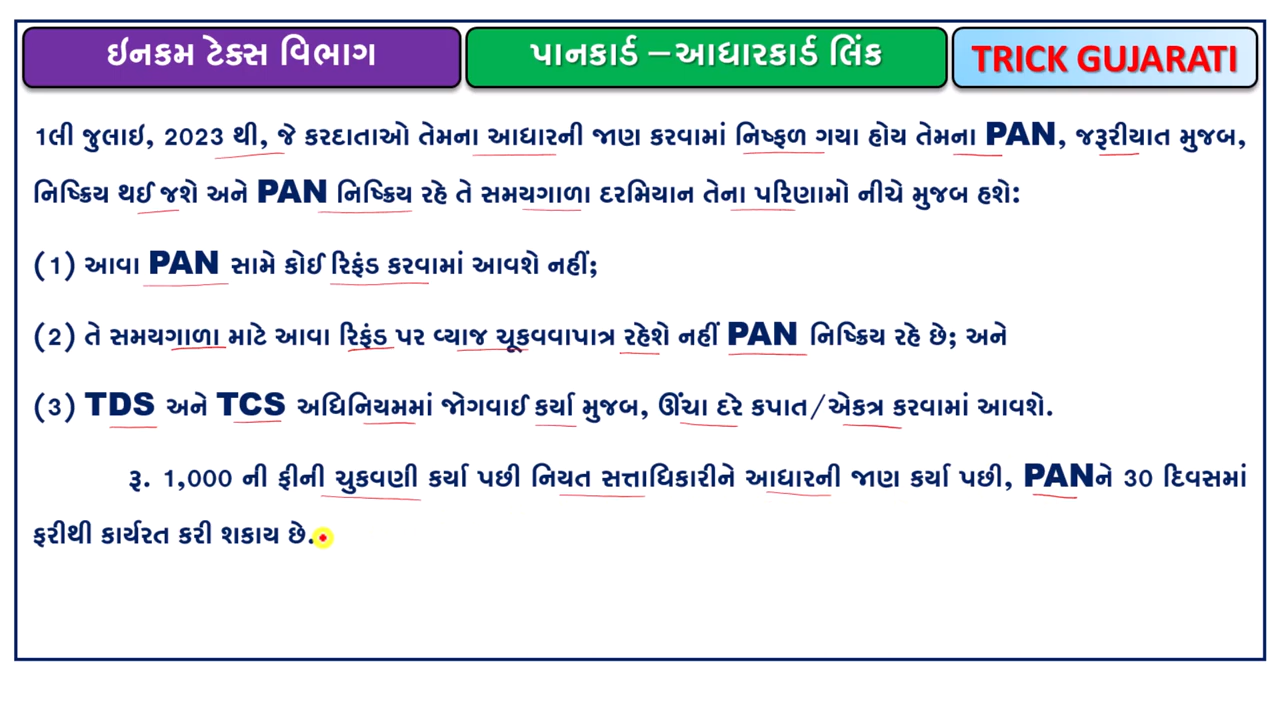 ઈનકમ ટેક્સ વિભાગ
પાનકાર્ડ –આધારકાર્ડ લિંક
TRICK GUJARATI
1લી જુલાઇ, 2023 થી, જે કરદાતાઓ તેમના આધારની જાણ કરવામાં નિષ્ફળ ગયા હોય તેમના PAN, જરૂરીયાત મુજબ,
નિષ્ક્રિય થઈ જશે અને PAN નિષ્ક્રિય રહે તે સમયગાળા દરમિયાન તેના પરિણામો નીચે મુજબ હશે:
(1) આવા PAN સામે કોઈ રિફંડ કરવામાં આવશે નહીં;
(2) તે સમયગાળા માટે આવા રિફંડ પર વ્યાજ ચૂકવવાપાત્ર રહેશે નહીં PAN નિષ્ક્રિય રહે છે; અને
(3) TDS અને TCS અધિનિયમમાં જોગવાઈ કર્યા મુજબ, ઊંચા દરે કપાત/એકત્ર કરવામાં આવશે.
રૂ. 1,000 ની ફીની ચુકવણી કર્યા પછી નિયત સત્તાધિકારીને આધારની જાણ કર્યા પછી, PANને 30 દિવસમાં
ફરીથી કાર્યરત કરી શકાય છે.